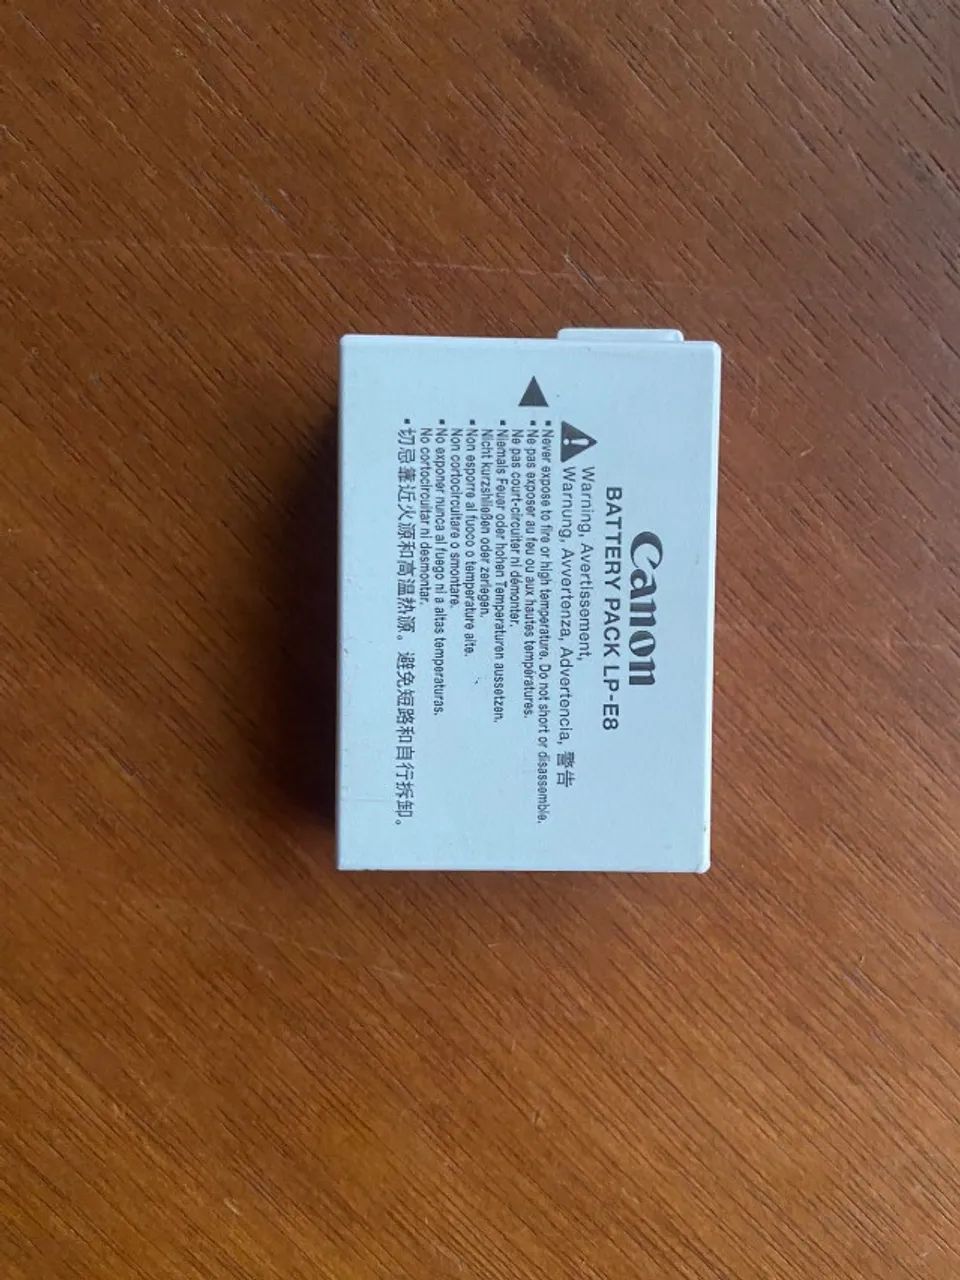 Canon
BATTERY PACK LP-E8
Warning, Avertissement,
Warnung, Avvertenza, Advertencia, 警告
▪ Never expose to fire or high temperature. Do not short or disassemble.
▪ Ne pas exposer au feu ou aux hautes températures.
Ne pas court-circuiter ni démonter.
▪ Niemals Feuer oder hohen Temperaturen aussetzen.
Nicht kurzshließen oder zerlegen.
▪ Non esporre al fuoco o temperature alte.
Non cortocircuitare o smontare.
▪ No exponer nunca al fuego ni a altas temperaturas.
No cortocircuitar ni desmontar.
▪ 切忌靠近火源和高温热源。避免短路和自行拆卸。